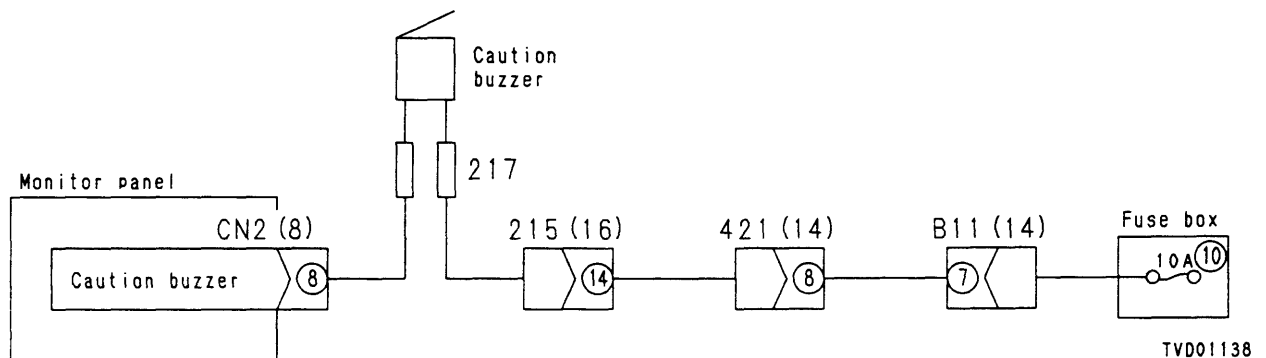 Caution
buzzer
217
Monitor panel
CN2 (8)
215 (16)
421 (14)
B11 (14)
Fuse box
Caution buzzer
8
14
8
7
10A
10
TVD01138